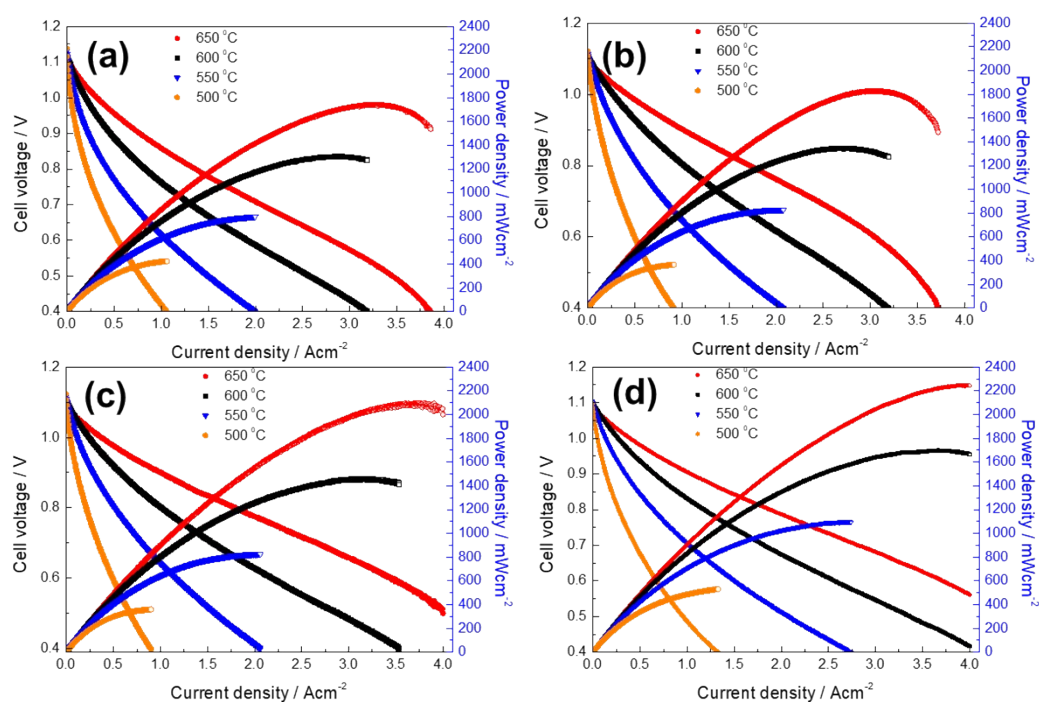 (a)
650 °C
600 °C
550 °C
500 °C
Cell voltage / V
1.2
1.1
1.0
0.9
0.8
0.7
0.6
0.5
0.4
0.0 0.5 1.0 1.5 2.0 2.5 3.0 3.5 4.0
Current density / Acm⁻²
2400
2200
2000
1800
1600
1400
1200
1000
800
600
400
200
0
Power density / mWcm⁻²
(b)
650 °C
600 °C
550 °C
500 °C
Cell voltage / V
1.2
1.0
0.8
0.6
0.4
0.0 0.5 1.0 1.5 2.0 2.5 3.0 3.5 4.0
Current density / Acm⁻²
2400
2200
2000
1800
1600
1400
1200
1000
800
600
400
200
0
Power density / mWcm⁻²
(c)
650 °C
600 °C
550 °C
500 °C
Cell voltage / V
1.2
1.0
0.8
0.6
0.4
0.0 0.5 1.0 1.5 2.0 2.5 3.0 3.5 4.0
Current density / Acm⁻²
2400
2200
2000
1800
1600
1400
1200
1000
800
600
400
200
0
Power density / mWcm⁻²
(d)
650 °C
600 °C
550 °C
500 °C
Cell voltage / V
1.2
1.1
1.0
0.9
0.8
0.7
0.6
0.5
0.4
0.0 0.5 1.0 1.5 2.0 2.5 3.0 3.5 4.0
Current density / Acm⁻²
2400
2200
2000
1800
1600
1400
1200
1000
800
600
400
200
0
Power density / mWcm⁻²